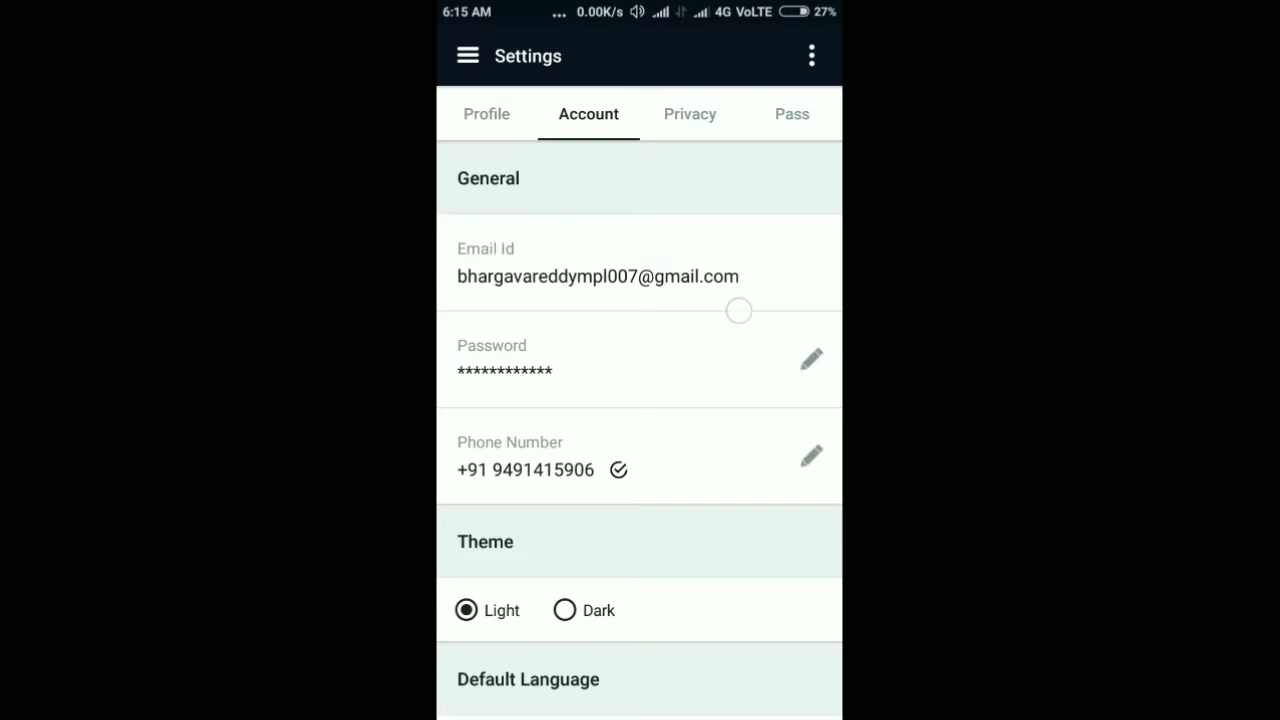 6:15 AM ... 0.00K/s 4G VoLTE 27%
Settings
Profile Account Privacy Pass
General
Email Id
bhargavareddympl007@gmail.com
Password
************
Phone Number
+91 9491415906
Theme
Light Dark
Default Language